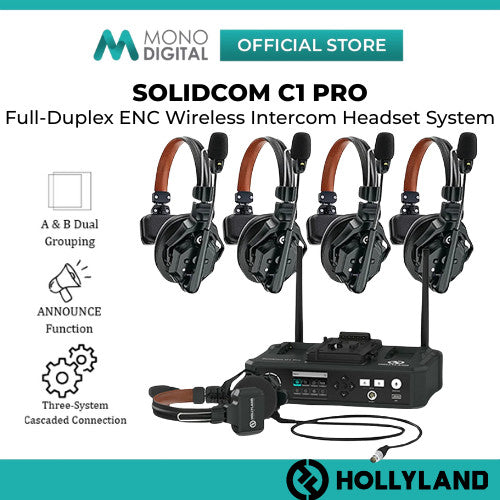 MONO
DIGITAL
OFFICIAL STORE
SOLIDCOM C1 PRO
Full-Duplex ENC Wireless Intercom Headset System
A & B Dual
Grouping
ANNOUNCE
Function
Three-System
Cascaded Connection
HOLLYLAND
HOLLYLAND